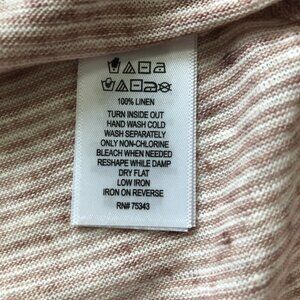 100% LINEN
TURN INSIDE OUT
HAND WASH COLD
WASH SEPARATELY
ONLY NON-CHLORINE
BLEACH WHEN NEEDED
RESHAPE WHILE DAMP
DRY FLAT
LOW IRON
IRON ON REVERSE
RN# 75343